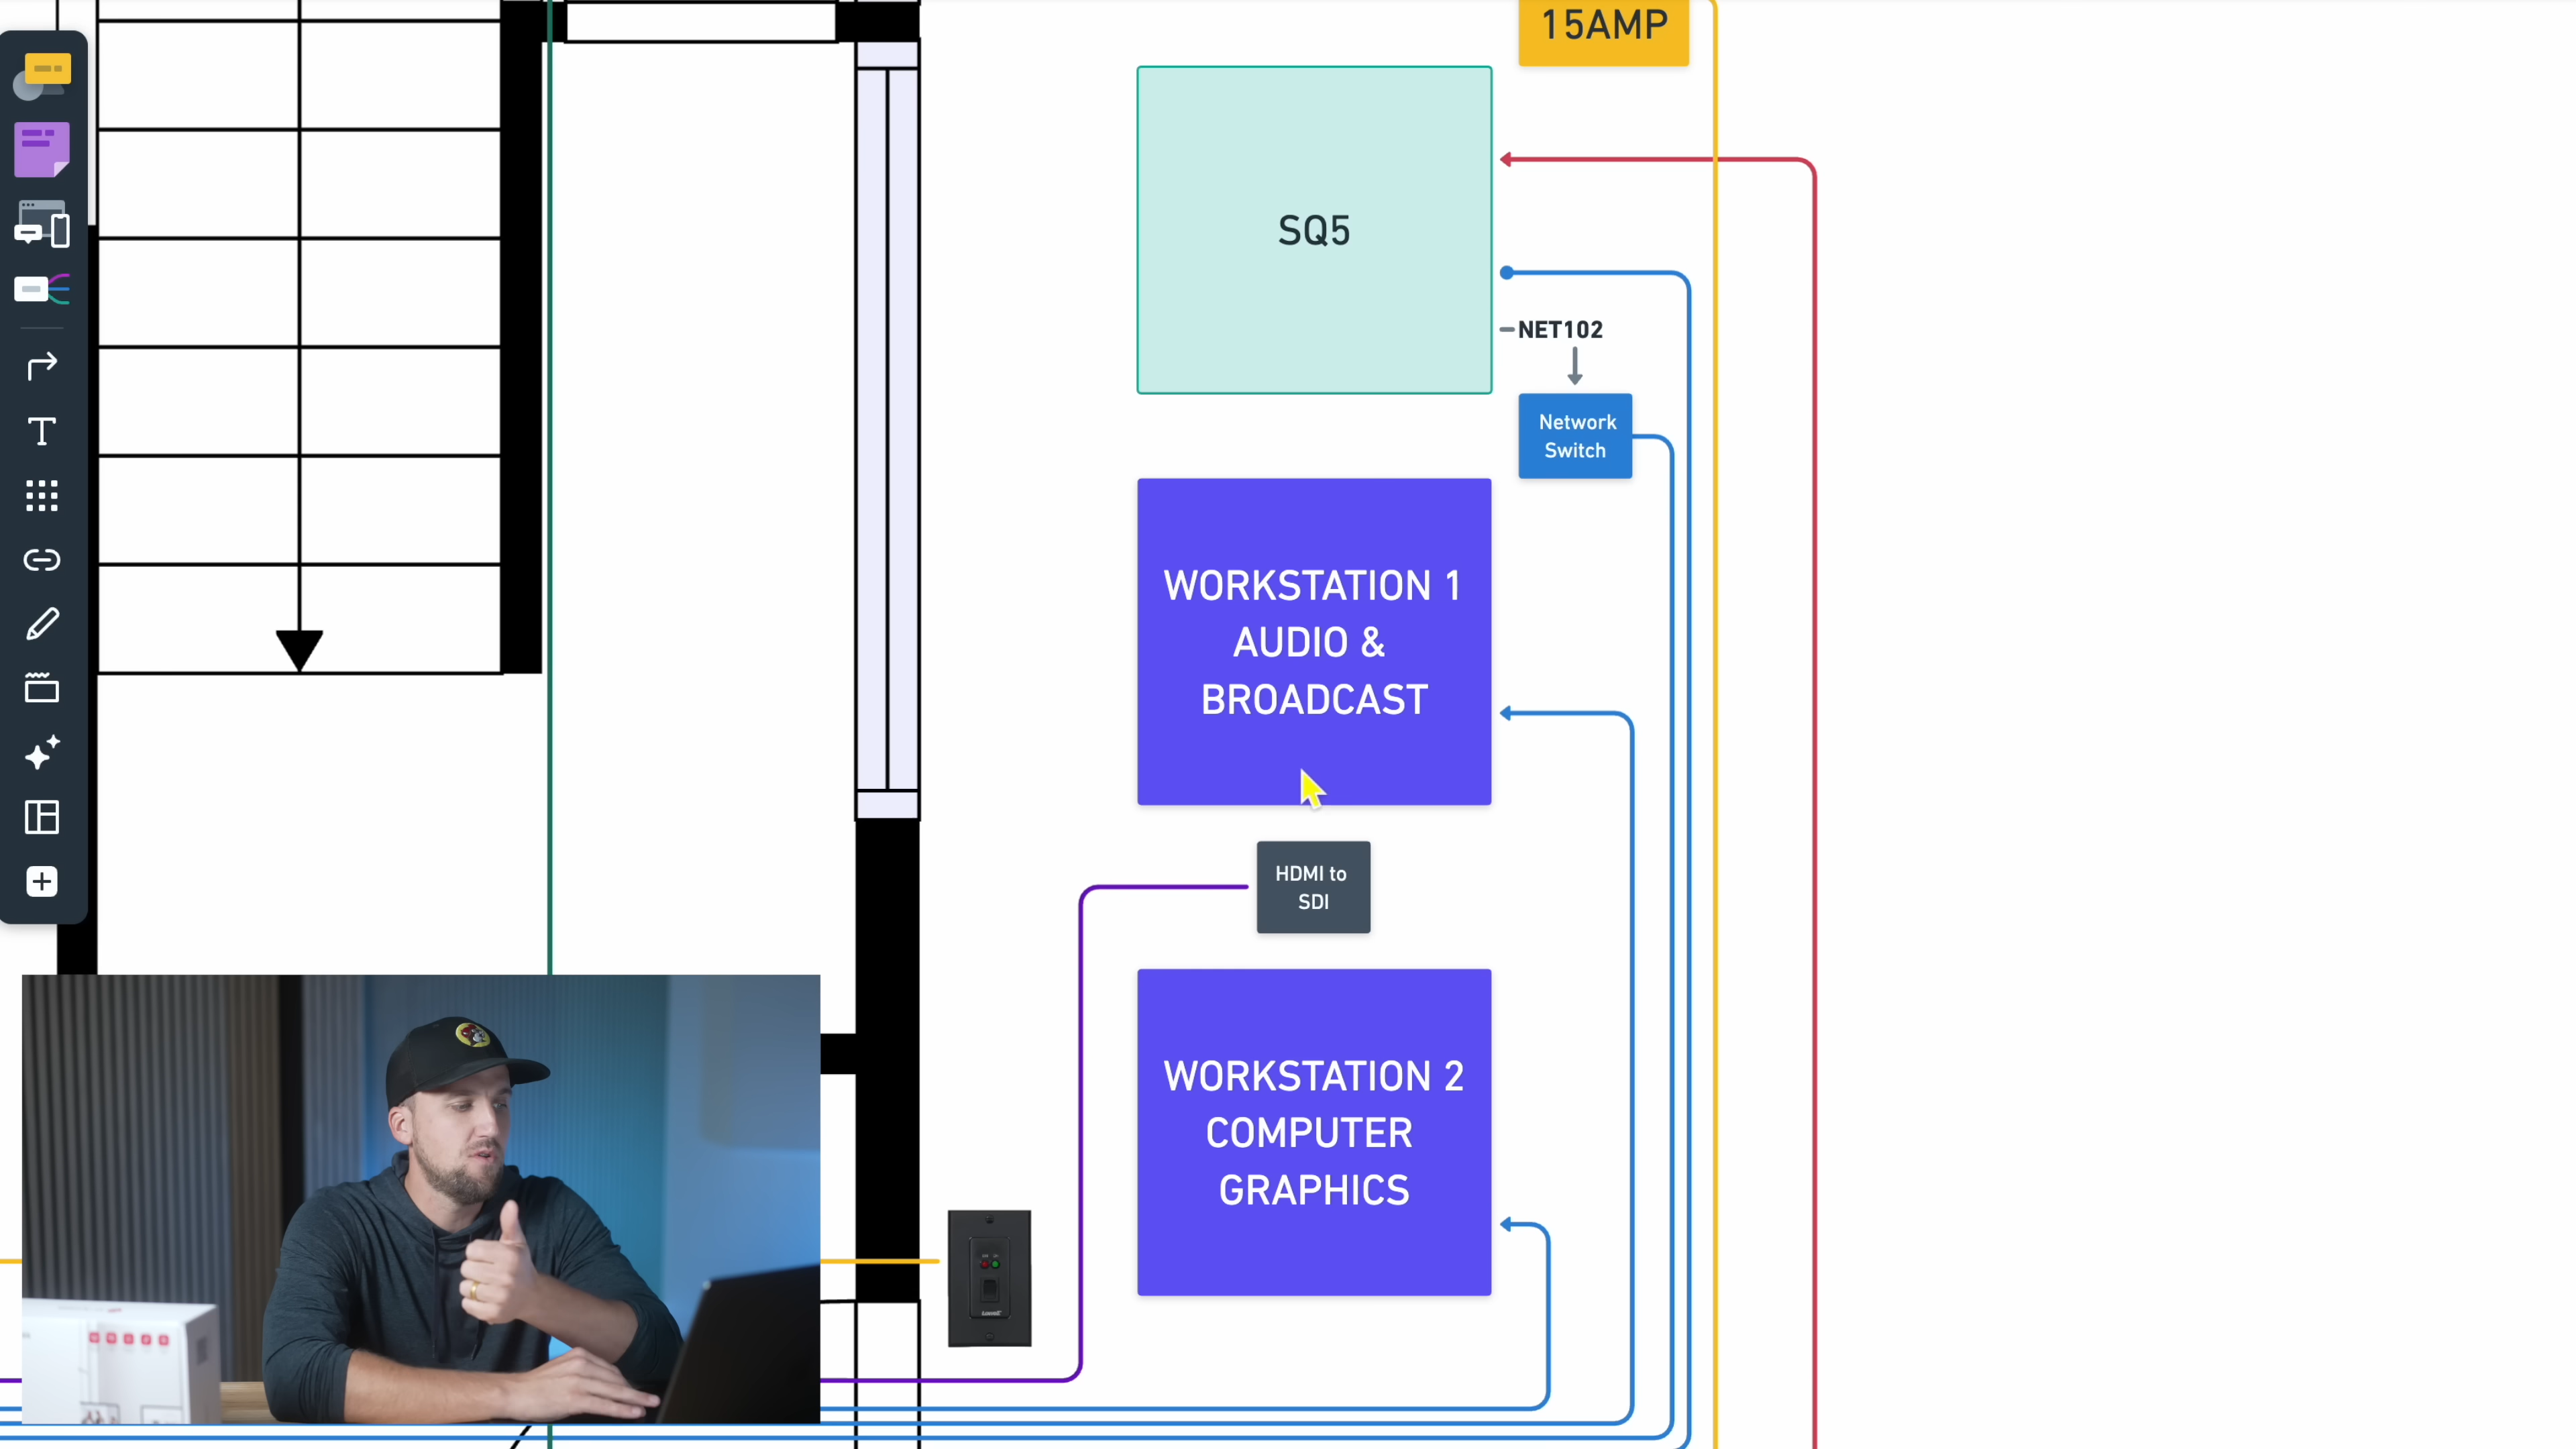 15AMP
SQ5
NET102
Network
Switch
WORKSTATION 1
AUDIO &
BROADCAST
HDMI to
SDI
WORKSTATION 2
COMPUTER
GRAPHICS